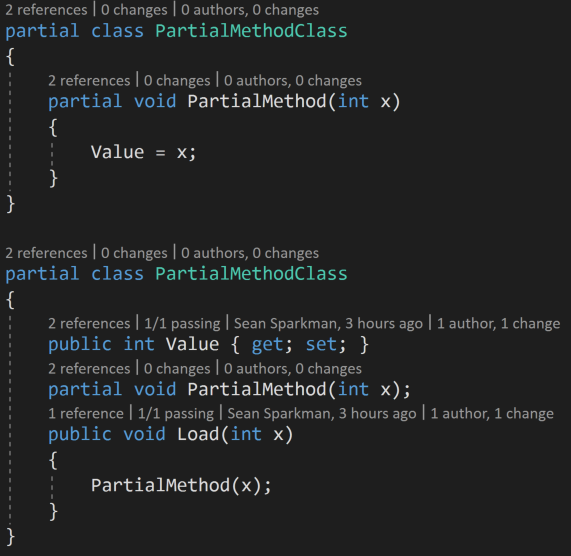 2 references | 0 changes | 0 authors, 0 changes
partial class PartialMethodClass
{
2 references | 0 changes | 0 authors, 0 changes
partial void PartialMethod(int x)
{
Value = x;
}
}
2 references | 0 changes | 0 authors, 0 changes
partial class PartialMethodClass
{
2 references | 1/1 passing | Sean Sparkman, 3 hours ago | 1 author, 1 change
public int Value { get; set; }
2 references | 0 changes | 0 authors, 0 changes
partial void PartialMethod(int x);
1 reference | 1/1 passing | Sean Sparkman, 3 hours ago | 1 author, 1 change
public void Load(int x)
{
PartialMethod(x);
}
}